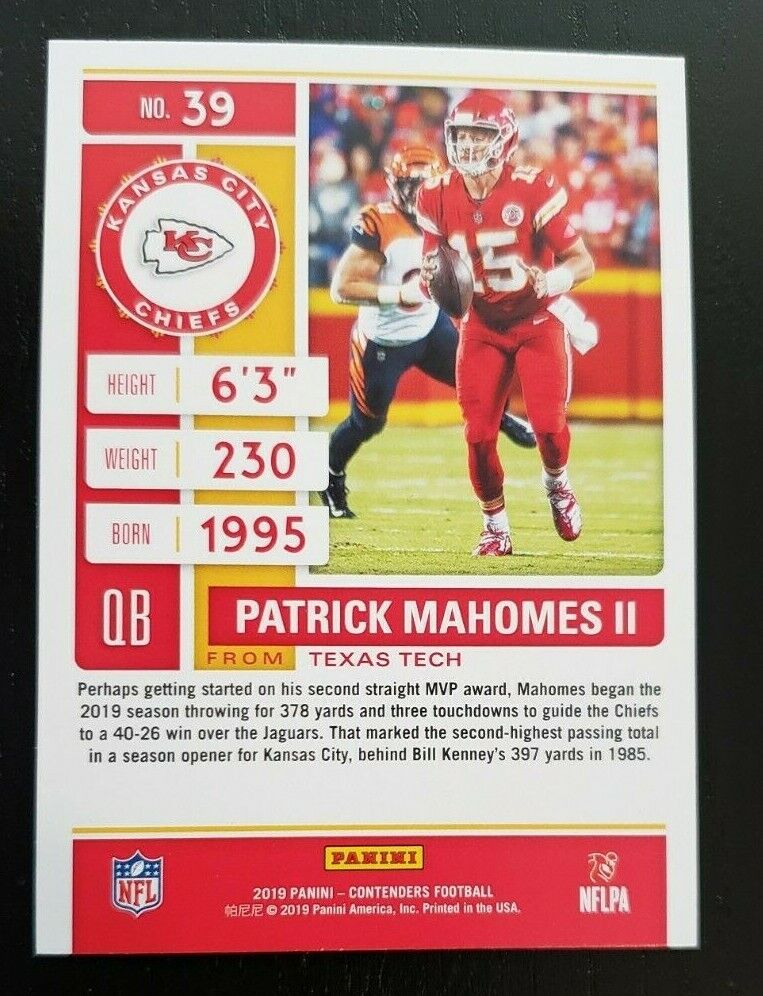 NO. 39
KANSAS CITY
KC
CHIEFS
HEIGHT 6'3"
WEIGHT 230
BORN 1995
15
15
QB
PATRICK MAHOMES II
FROM TEXAS TECH
Perhaps getting started on his second straight MVP award, Mahomes began the
2019 season throwing for 378 yards and three touchdowns to guide the Chiefs
to a 40-26 win over the Jaguars. That marked the second-highest passing total
in a season opener for Kansas City, behind Bill Kenney's 397 yards in 1985.
NFL
PANINI
2019 PANINI – CONTENDERS FOOTBALL
帕尼尼 © 2019 Panini America, Inc. Printed in the USA.
NFLPA